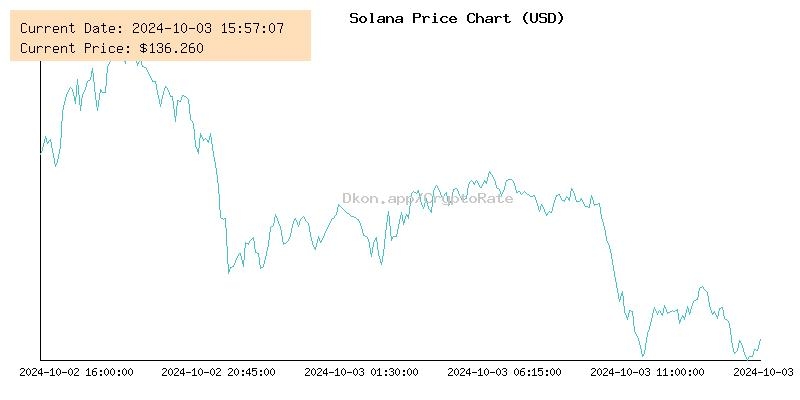 Solana Price Chart (USD)
Current Date: 2024-10-03 15:57:07
Current Price: $136.260
Dkon.app/CryptoRate
2024-10-02 16:00:00 2024-10-02 20:45:00 2024-10-03 01:30:00 2024-10-03 06:15:00 2024-10-03 11:00:00 2024-10-03